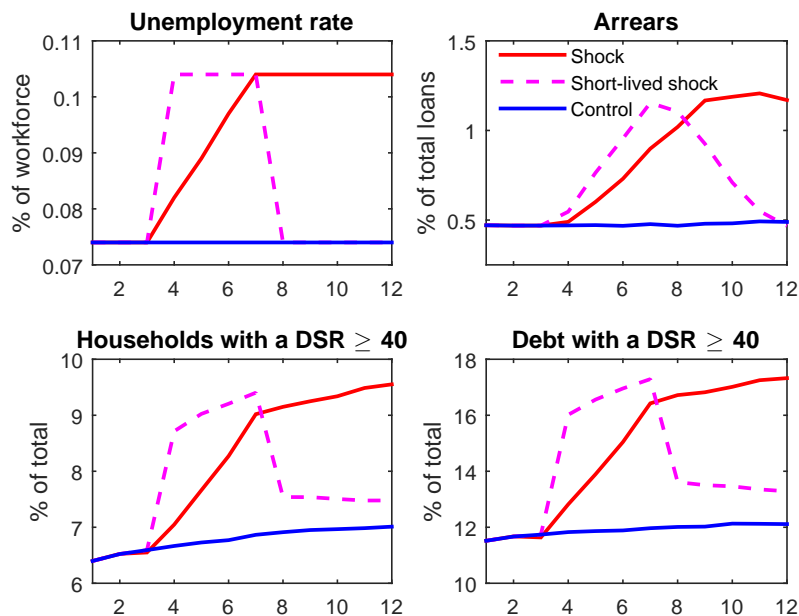 Unemployment rate
% of workforce
0.11
0.1
0.09
0.08
0.07
2 4 6 8 10 12
Arrears
% of total loans
1.5
1
0.5
Shock
Short-lived shock
Control
2 4 6 8 10 12
Households with a DSR ≥ 40
% of total
10
9
8
7
6
2 4 6 8 10 12
Debt with a DSR ≥ 40
% of total
18
16
14
12
10
2 4 6 8 10 12